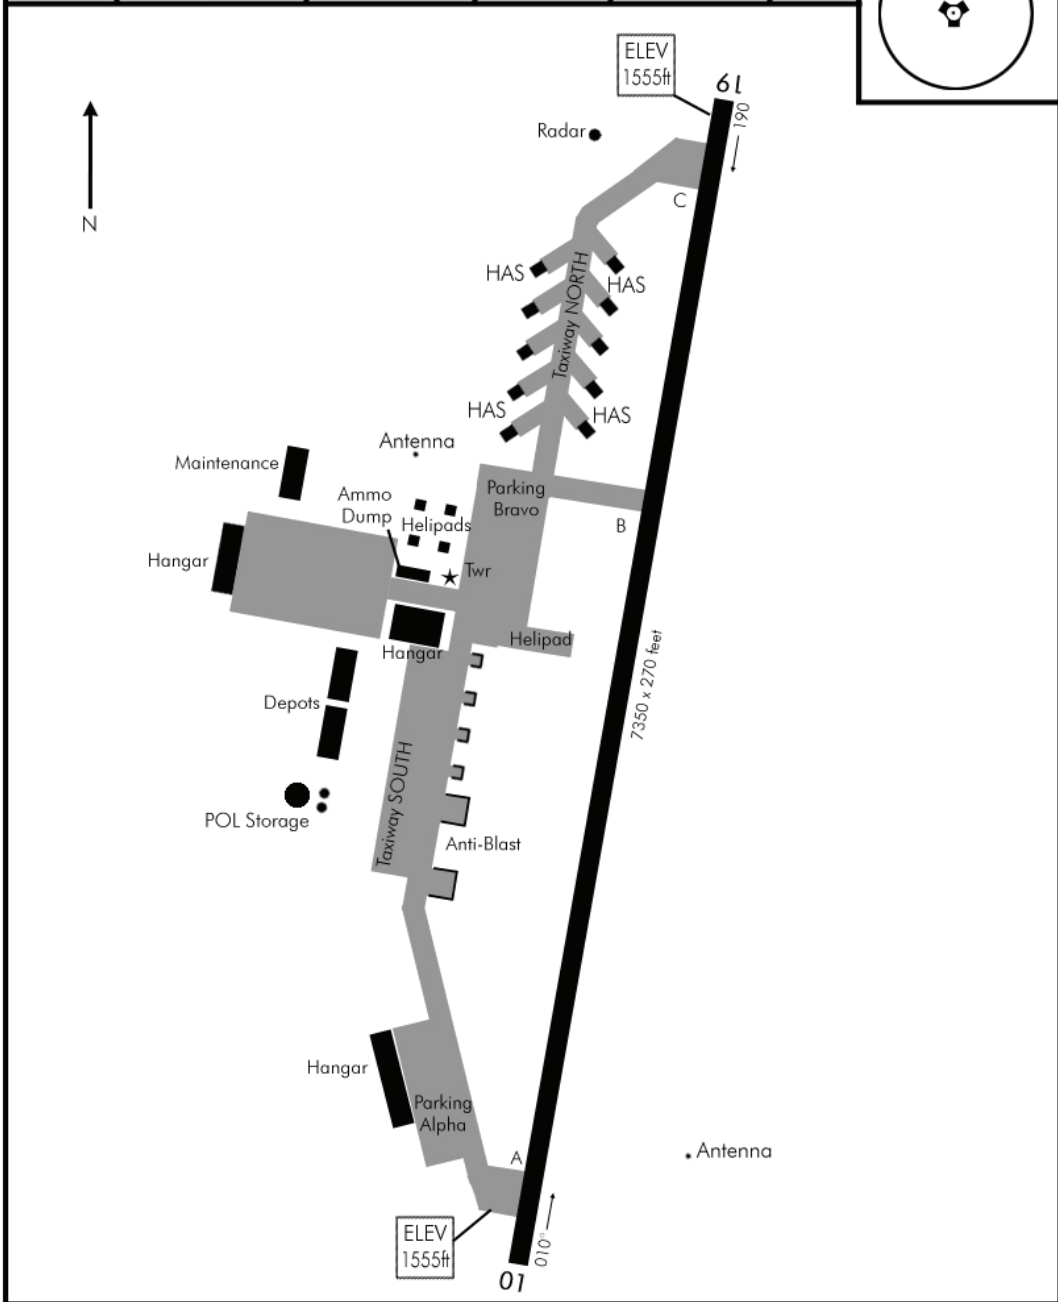 ELEV
1555ft
19
190
Radar
N
C
HAS
HAS
Taxiway NORTH
HAS
HAS
Antenna
Maintenance
Ammo
Dump
Parking
Bravo
Helipads
B
Hangar
Twr
Helipad
Hangar
7350 x 270 feet
Depots
Taxiway SOUTH
POL Storage
Anti-Blast
Hangar
Parking
Alpha
A
Antenna
ELEV
1555ft
010°
01